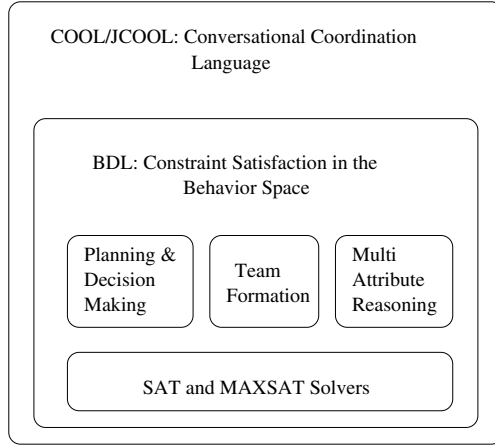 COOL/JCOOL: Conversational Coordination
Language
BDL: Constraint Satisfaction in the
Behavior Space
Planning &
Decision
Making
Team
Formation
Multi
Attribute
Reasoning
SAT and MAXSAT Solvers